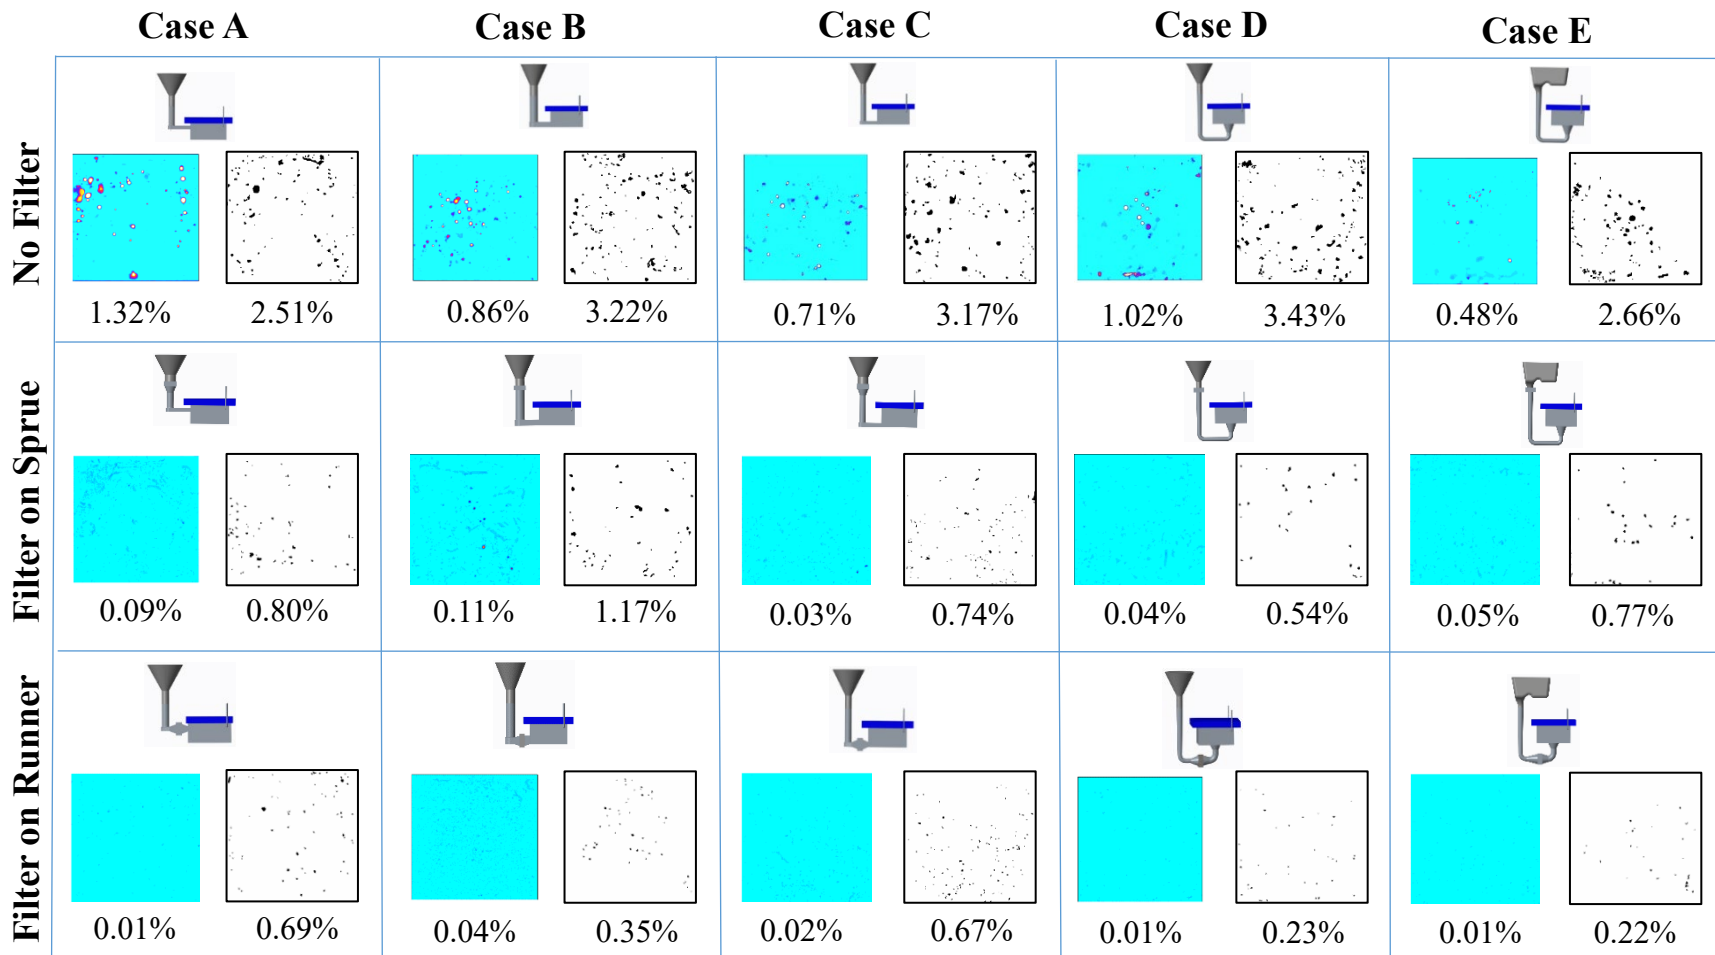 Case A Case B Case C Case D Case E
No Filter
1.32% 2.51% 0.86% 3.22% 0.71% 3.17% 1.02% 3.43% 0.48% 2.66%
Filter on Sprue
0.09% 0.80% 0.11% 1.17% 0.03% 0.74% 0.04% 0.54% 0.05% 0.77%
Filter on Runner
0.01% 0.69% 0.04% 0.35% 0.02% 0.67% 0.01% 0.23% 0.01% 0.22%